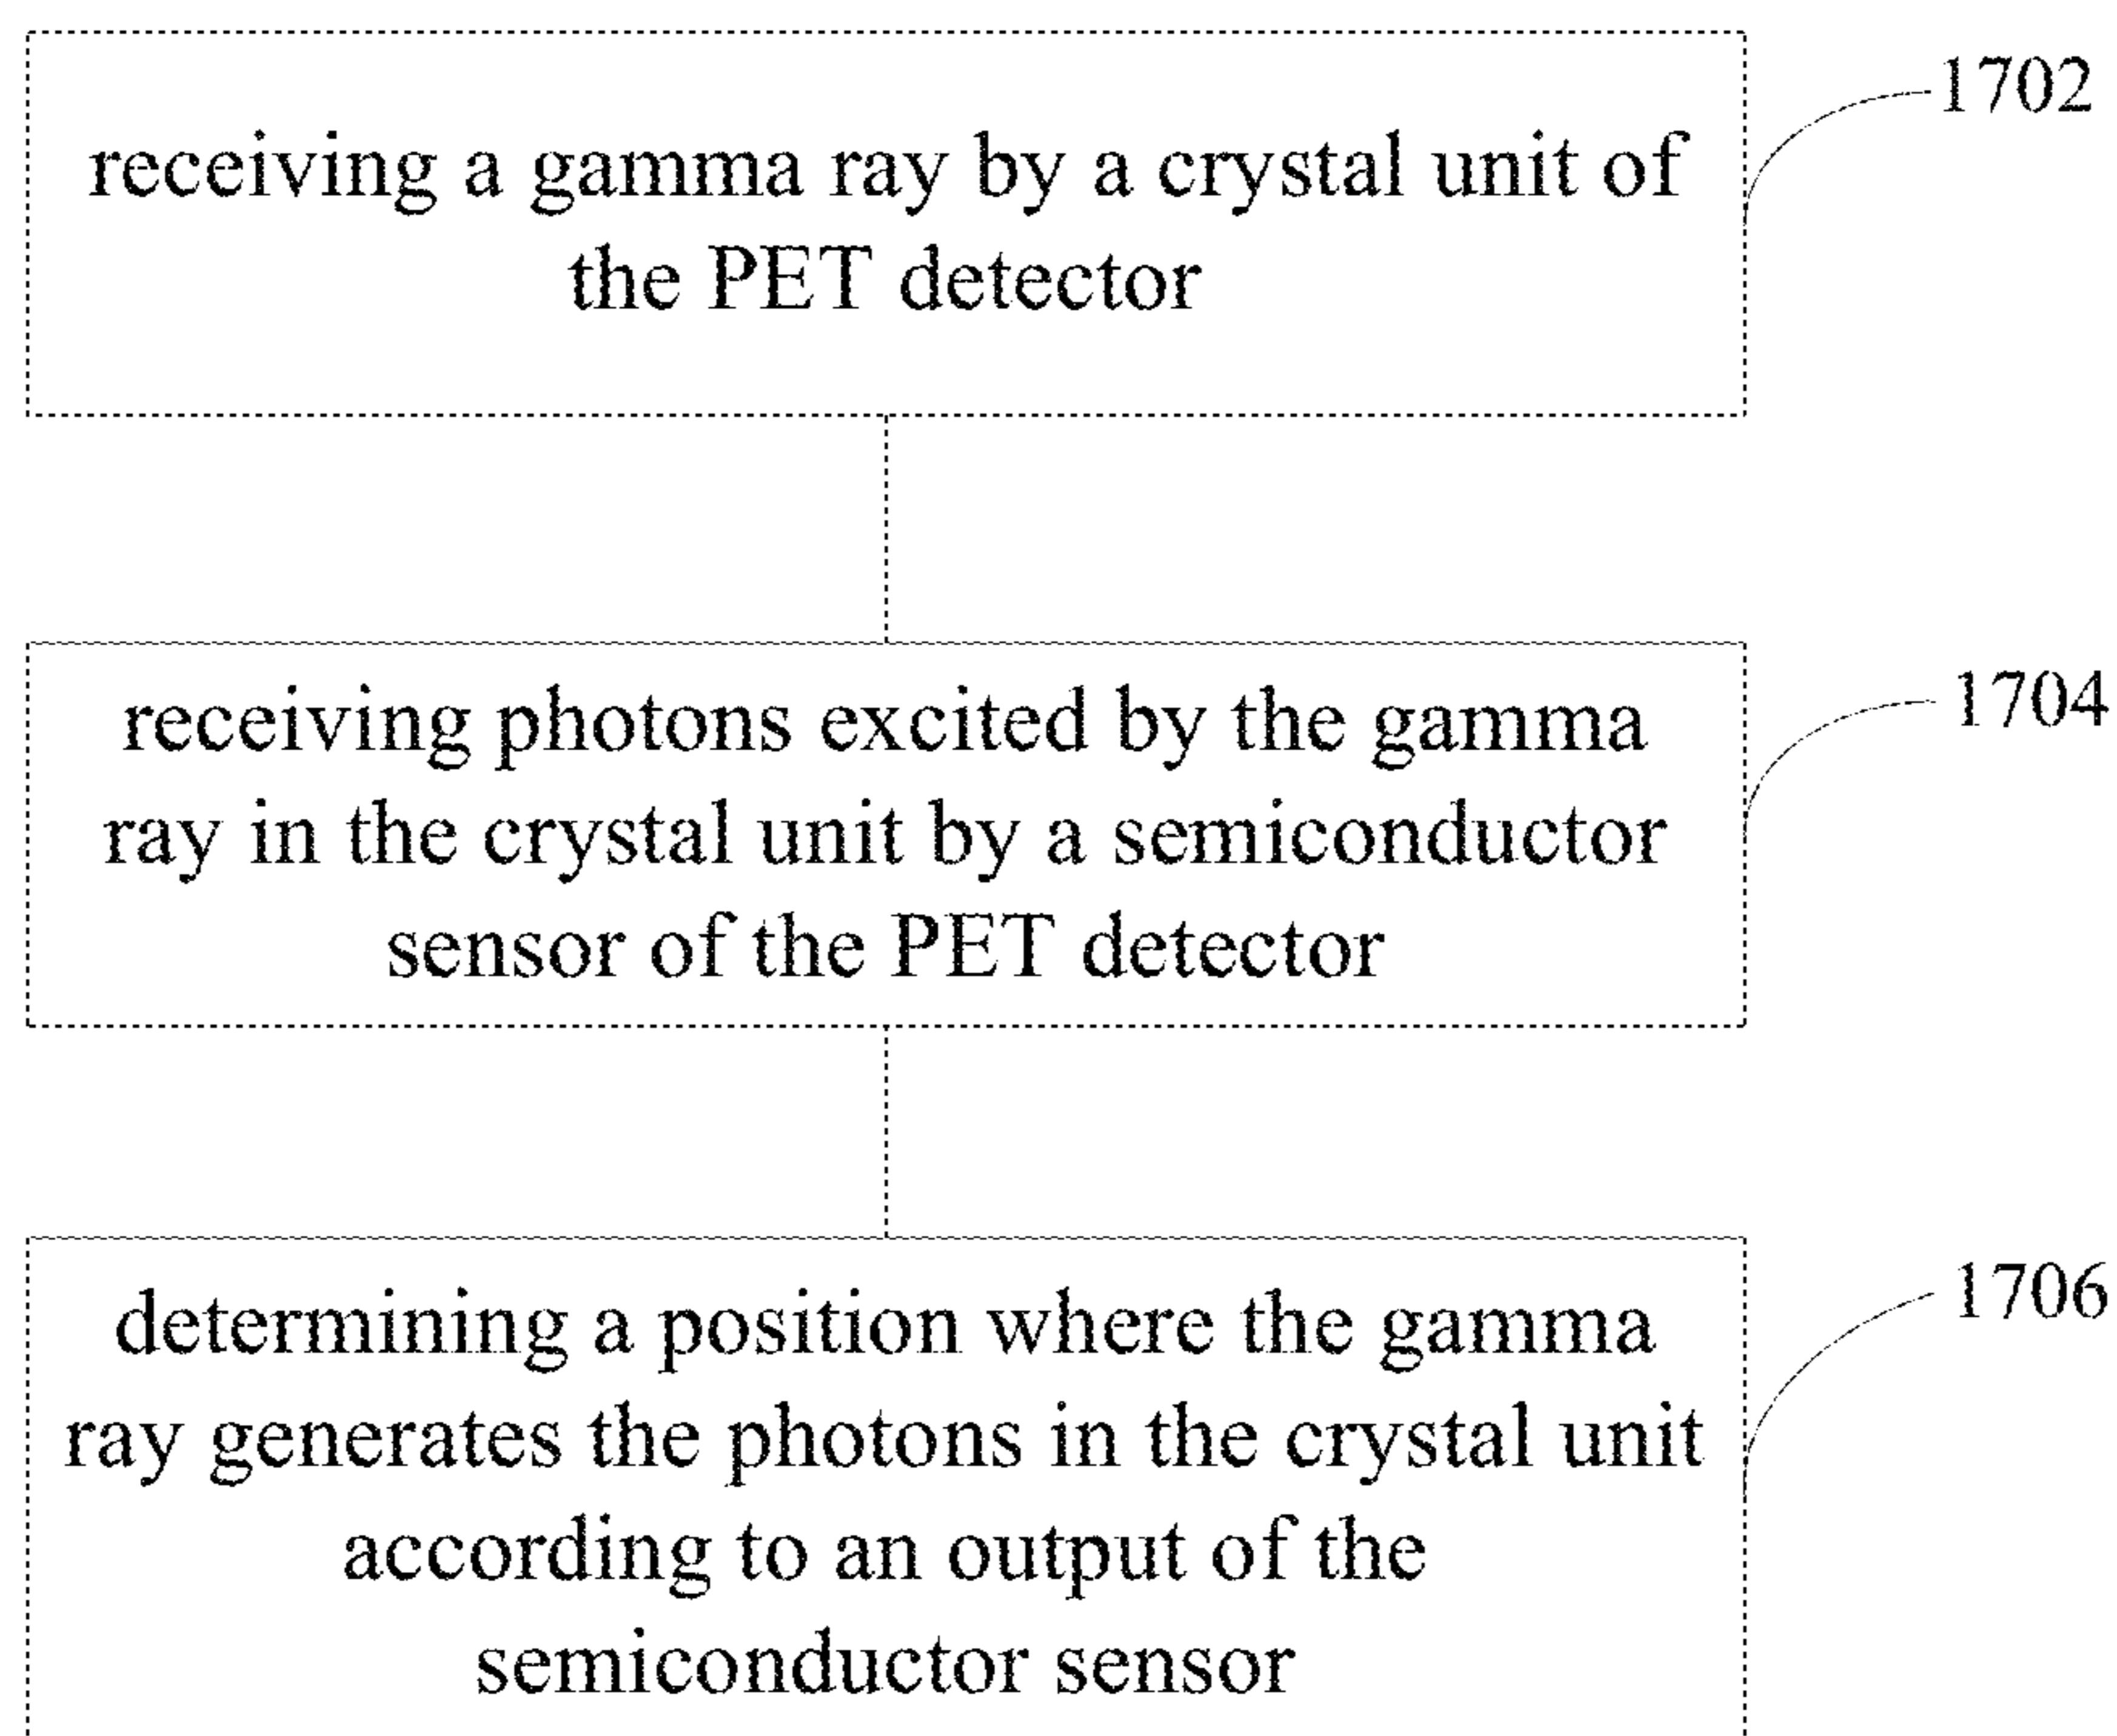 1702
receiving a gamma ray by a crystal unit of
the PET detector
1704
receiving photons excited by the gamma
ray in the crystal unit by a semiconductor
sensor of the PET detector
1706
determining a position where the gamma
ray generates the photons in the crystal unit
according to an output of the
semiconductor sensor